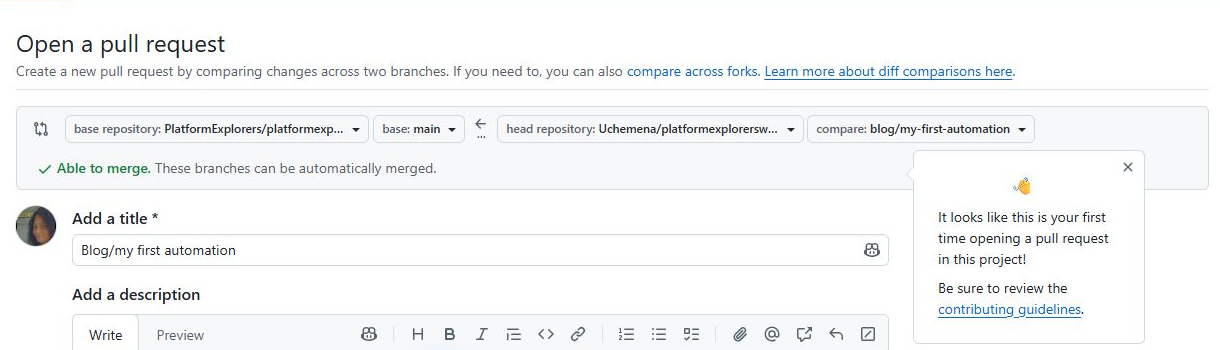 Open a pull request
Create a new pull request by comparing changes across two branches. If you need to, you can also compare across forks. Learn more about diff comparisons here.
base repository: PlatformExplorers/platformexp... base: main ... head repository: Uchemena/platformexplorersw... compare: blog/my-first-automation
Able to merge. These branches can be automatically merged.
It looks like this is your first
time opening a pull request
in this project!
Be sure to review the
contributing guidelines.
Add a title *
Blog/my first automation
Add a description
Write Preview